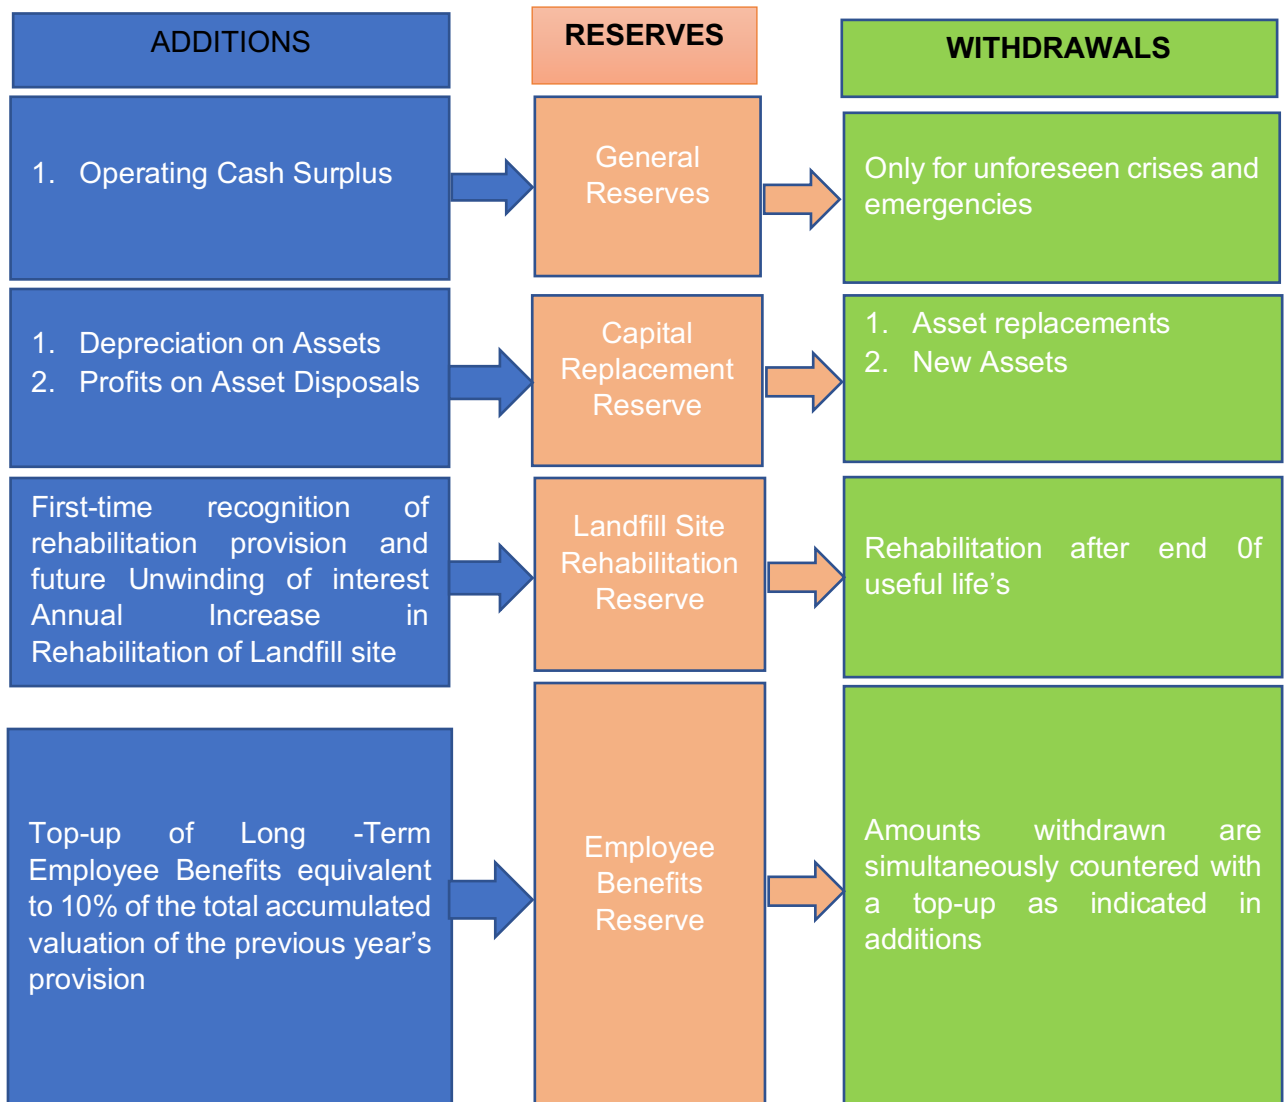 ADDITIONS
RESERVES
WITHDRAWALS
1. Operating Cash Surplus
General
Reserves
Only for unforeseen crises and
emergencies
1. Depreciation on Assets
2. Profits on Asset Disposals
Capital
Replacement
Reserve
1. Asset replacements
2. New Assets
First-time recognition of
rehabilitation provision and
future Unwinding of interest
Annual Increase in
Rehabilitation of Landfill site
Landfill Site
Rehabilitation
Reserve
Rehabilitation after end 0f
useful life’s
Top-up of Long -Term
Employee Benefits equivalent
to 10% of the total accumulated
valuation of the previous year’s
provision
Employee
Benefits
Reserve
Amounts withdrawn are
simultaneously countered with
a top-up as indicated in
additions